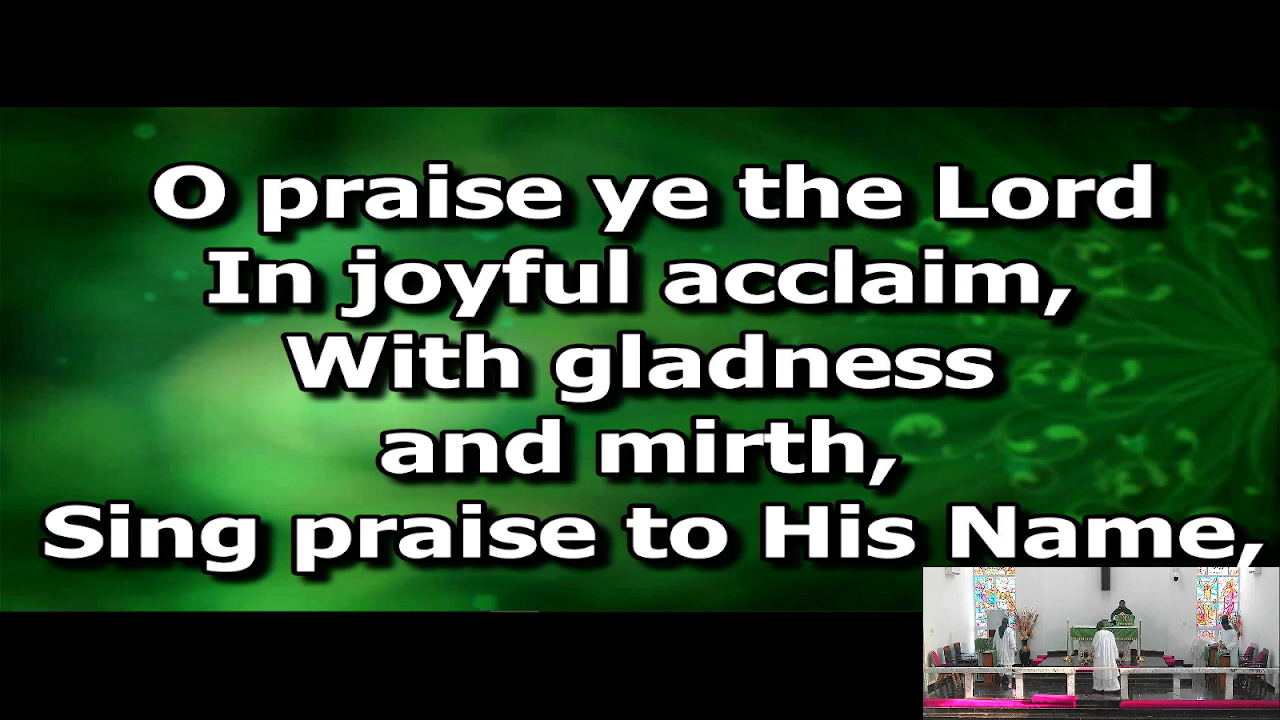 O praise ye the Lord
In joyful acclaim,
With gladness
and mirth,
Sing praise to His Name,